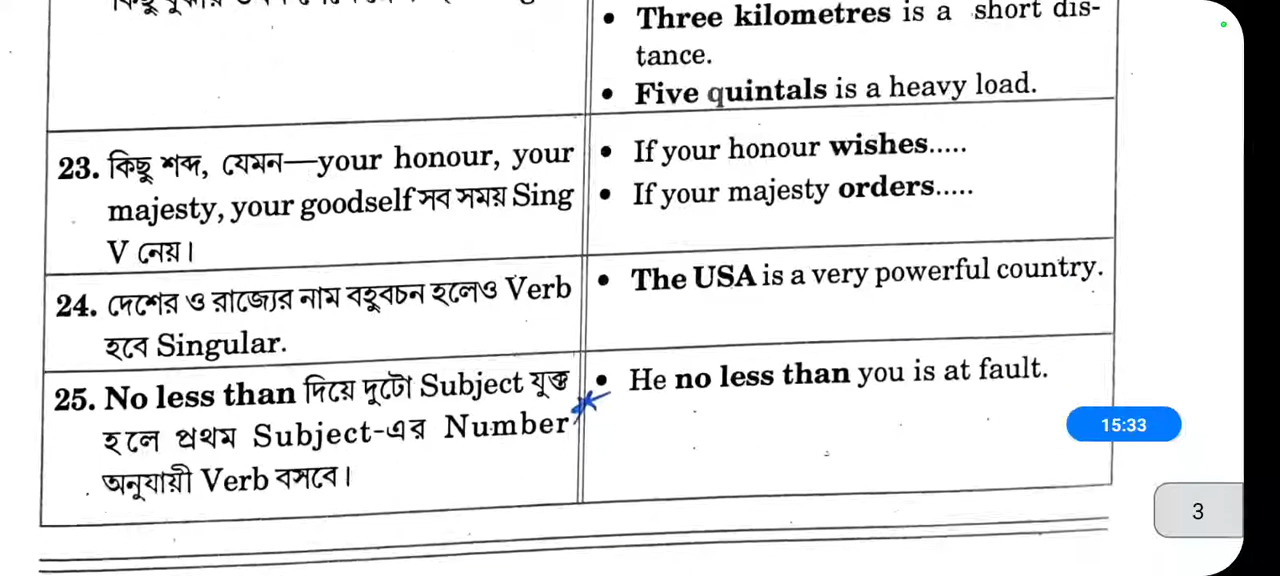 Three kilometres is a short dis-
tance.
Five quintals is a heavy load.
23. কিছু শব্দ, যেমন—your honour, your
majesty, your goodself সব সময় Sing
V নেয়।
If your honour wishes.....
If your majesty orders.....
24. দেশের ও রাজ্যের নাম বহুবচন হলেও Verb
হবে Singular.
The USA is a very powerful country.
25. No less than দিয়ে দুটো Subject যুক্ত
হলে প্রথম Subject-এর Number
অনুযায়ী Verb বসবে।
He no less than you is at fault.
15:33
3